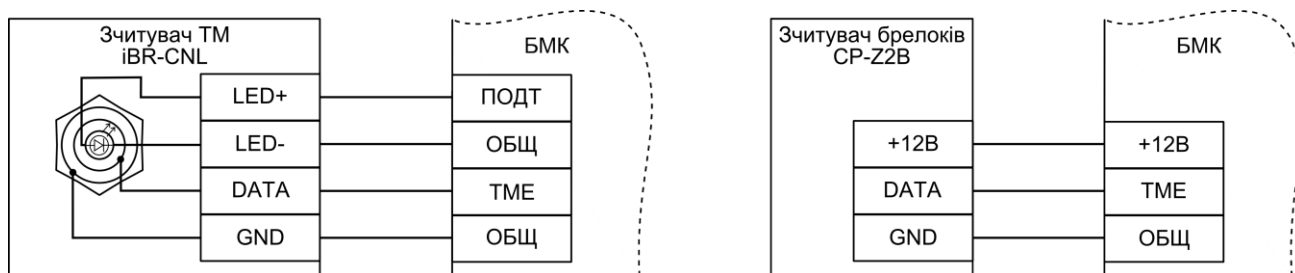 Зчитувач ТМ
iBR-CNL
БМК
LED+
ПОДТ
LED-
ОБЩ
DATA
TME
GND
ОБЩ
Зчитувач брелоків
CP-Z2B
БМК
+12В
+12В
DATA
TME
GND
ОБЩ